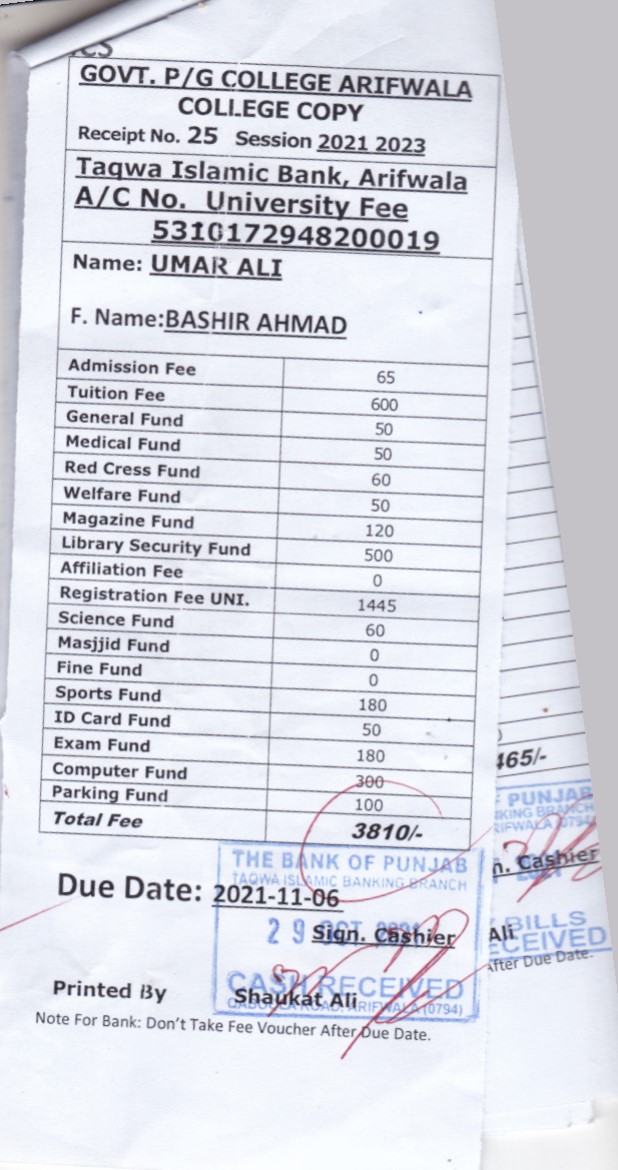 CS
GOVT. P/G COLLEGE ARIFWALA
COLLEGE COPY
Receipt No. 25 Session 2021 2023
Taqwa Islamic Bank, Arifwala
A/C No. University Fee
5310172948200019
Name: UMAR ALI
F. Name:BASHIR AHMAD
Admission Fee 65
Tuition Fee 600
General Fund 50
Medical Fund 50
Red Cress Fund 60
Welfare Fund 50
Magazine Fund 120
Library Security Fund 500
Affiliation Fee 0
Registration Fee UNI. 1445
Science Fund 60
Masjjid Fund 0
Fine Fund 0
Sports Fund 180
ID Card Fund 50
Exam Fund 180
Computer Fund 300
Parking Fund 100
Total Fee 3810/-
THE BANK OF PUNJAB
TAQWA ISLAMIC BANKING BRANCH
Due Date: 2021-11-06
29 OCT
Sign. Cashier
CASH RECEIVED
Printed By Shaukat Ali
QABOOLA ROAD, ARIFWALA (0794)
Note For Bank: Don't Take Fee Voucher After Due Date.
465/-
PUNJAB
KING BRANCH
RIFWALA (0794)
n. Cashier
BILLS
Ali
CEIVED
After Due Date.